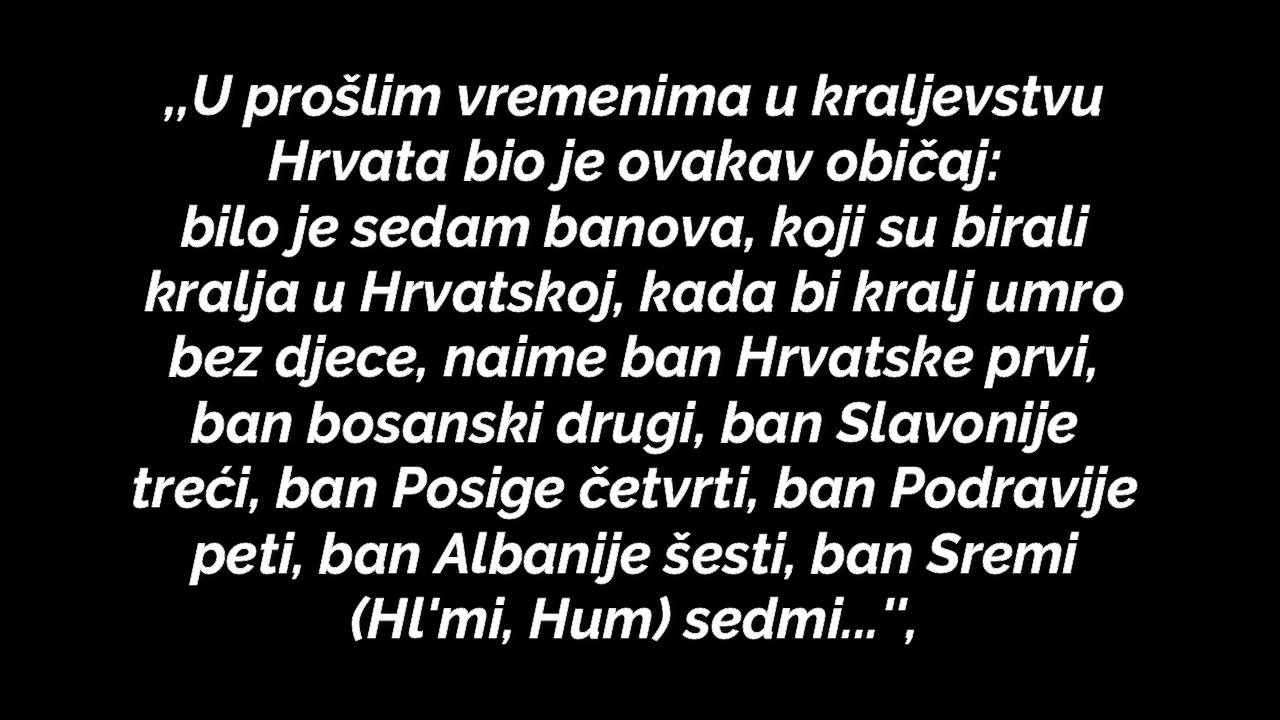 „U prošlim vremenima u kraljevstvu
Hrvata bio je ovakav običaj:
bilo je sedam banova, koji su birali
kralja u Hrvatskoj, kada bi kralj umro
bez djece, naime ban Hrvatske prvi,
ban bosanski drugi, ban Slavonije
treći, ban Posige četvrti, ban Podravije
peti, ban Albanije šesti, ban Sremi
(Hl'mi, Hum) sedmi...",